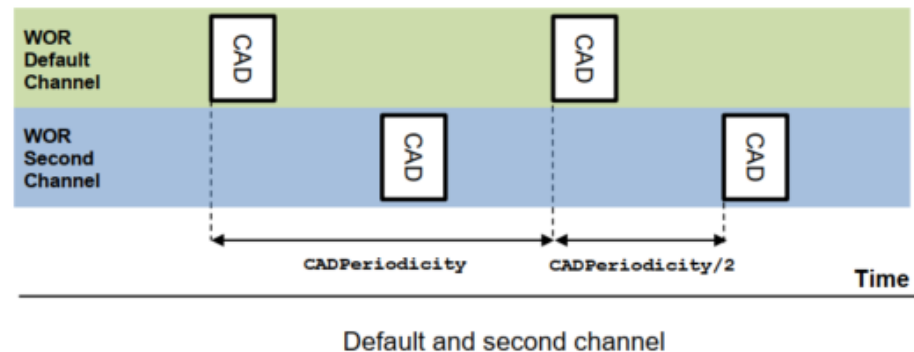 WOR
Default
Channel
CAD
CAD
WOR
Second
Channel
CAD
CAD
CADPeriodicity
CADPeriodicity/2
Time
Default and second channel